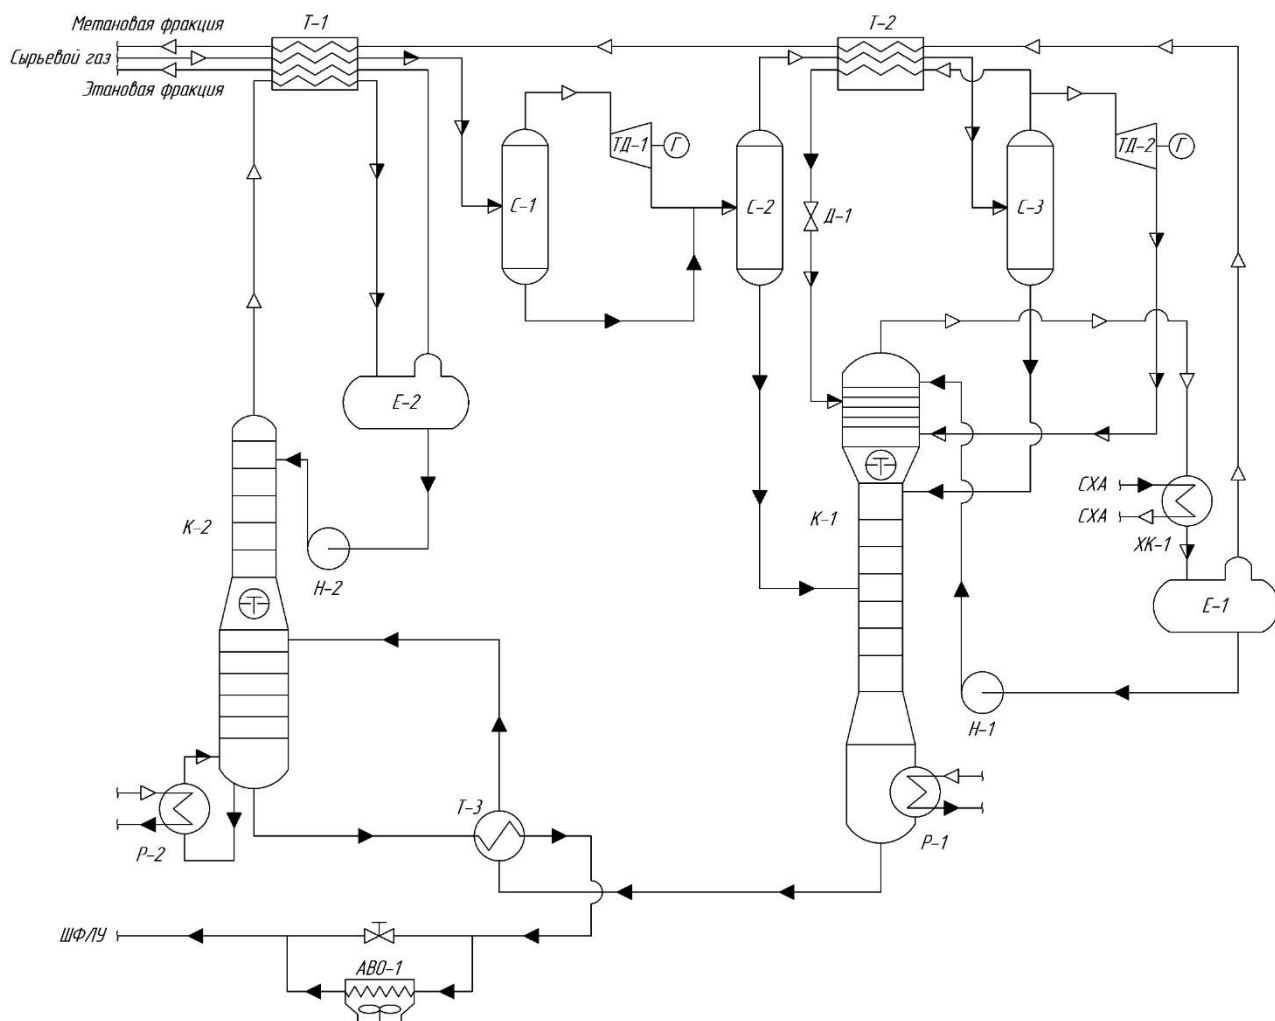 Метановая фракция
Т-1
Т-2
Сырьевой газ
Этановая фракция
ТД-1
Г
ТД-2
Г
С-1
С-2
Д-1
С-3
Е-2
Т
К-2
К-1
СХА
СХА
ХК-1
Н-2
Т
Е-1
Н-1
Т-3
Р-2
Р-1
ШФЛУ
АВО-1